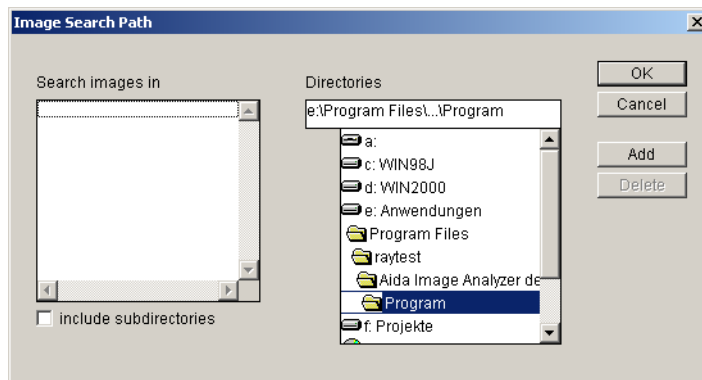 Image Search Path
Search images in
include subdirectories
Directories
e:\Program Files\...\Program
a:
c: WIN98J
d: WIN2000
e: Anwendungen
Program Files
raytest
Aida Image Analyzer de
Program
f: Projekte
OK
Cancel
Add
Delete